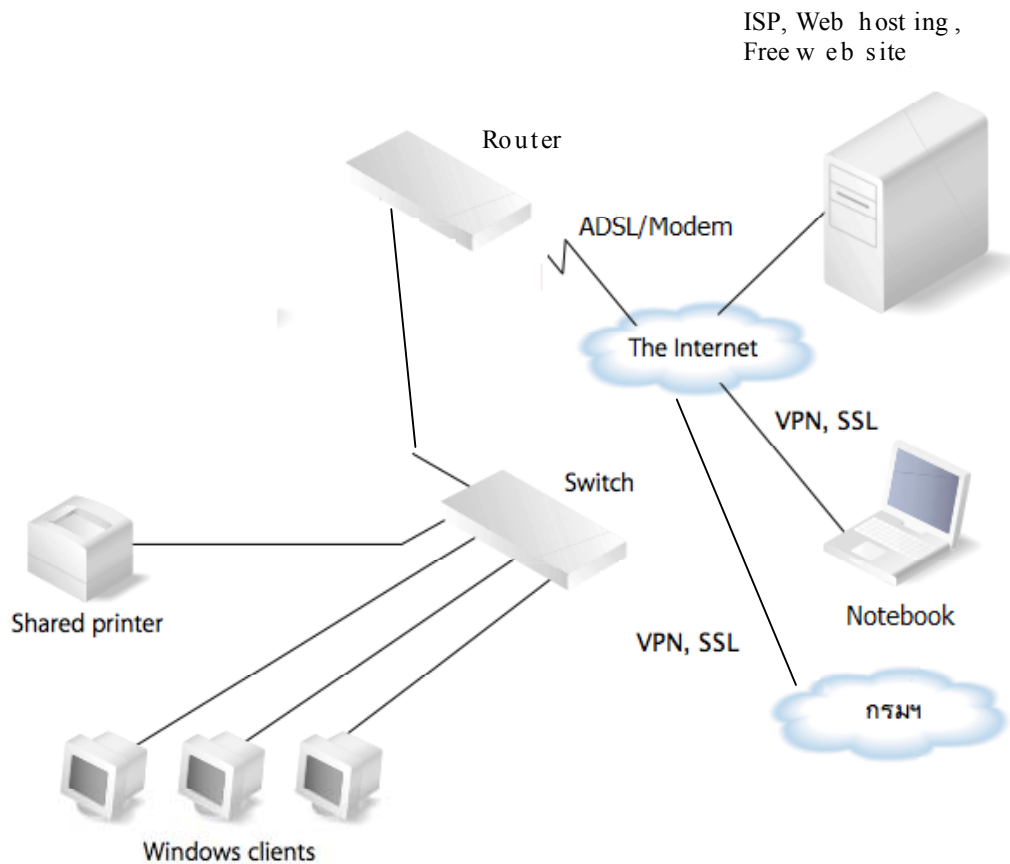 ISP, Web hosting,
Free web site
Router
ADSL/Modem
The Internet
VPN, SSL
Switch
Notebook
Shared printer
VPN, SSL
กรมฯ
Windows clients